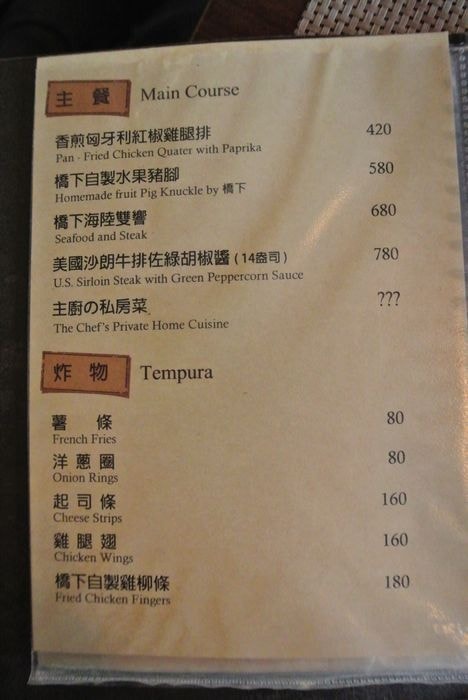 主 餐 Main Course
香煎匈牙利紅椒雞腿排 420
Pan - Fried Chicken Quater with Paprika
橋下自製水果豬腳 580
Homemade fruit Pig Knuckle by 橋下
橋下海陸雙響 680
Seafood and Steak
美國沙朗牛排佐綠胡椒醬 (14盎司) 780
U.S. Sirloin Steak with Green Peppercorn Sauce
主廚の私房菜 ???
The Chef's Private Home Cuisine
炸 物 Tempura
薯 條 80
French Fries
洋 蔥 圈 80
Onion Rings
起 司 條 160
Cheese Strips
雞 腿 翅 160
Chicken Wings
橋下自製雞柳條 180
Fried Chicken Fingers